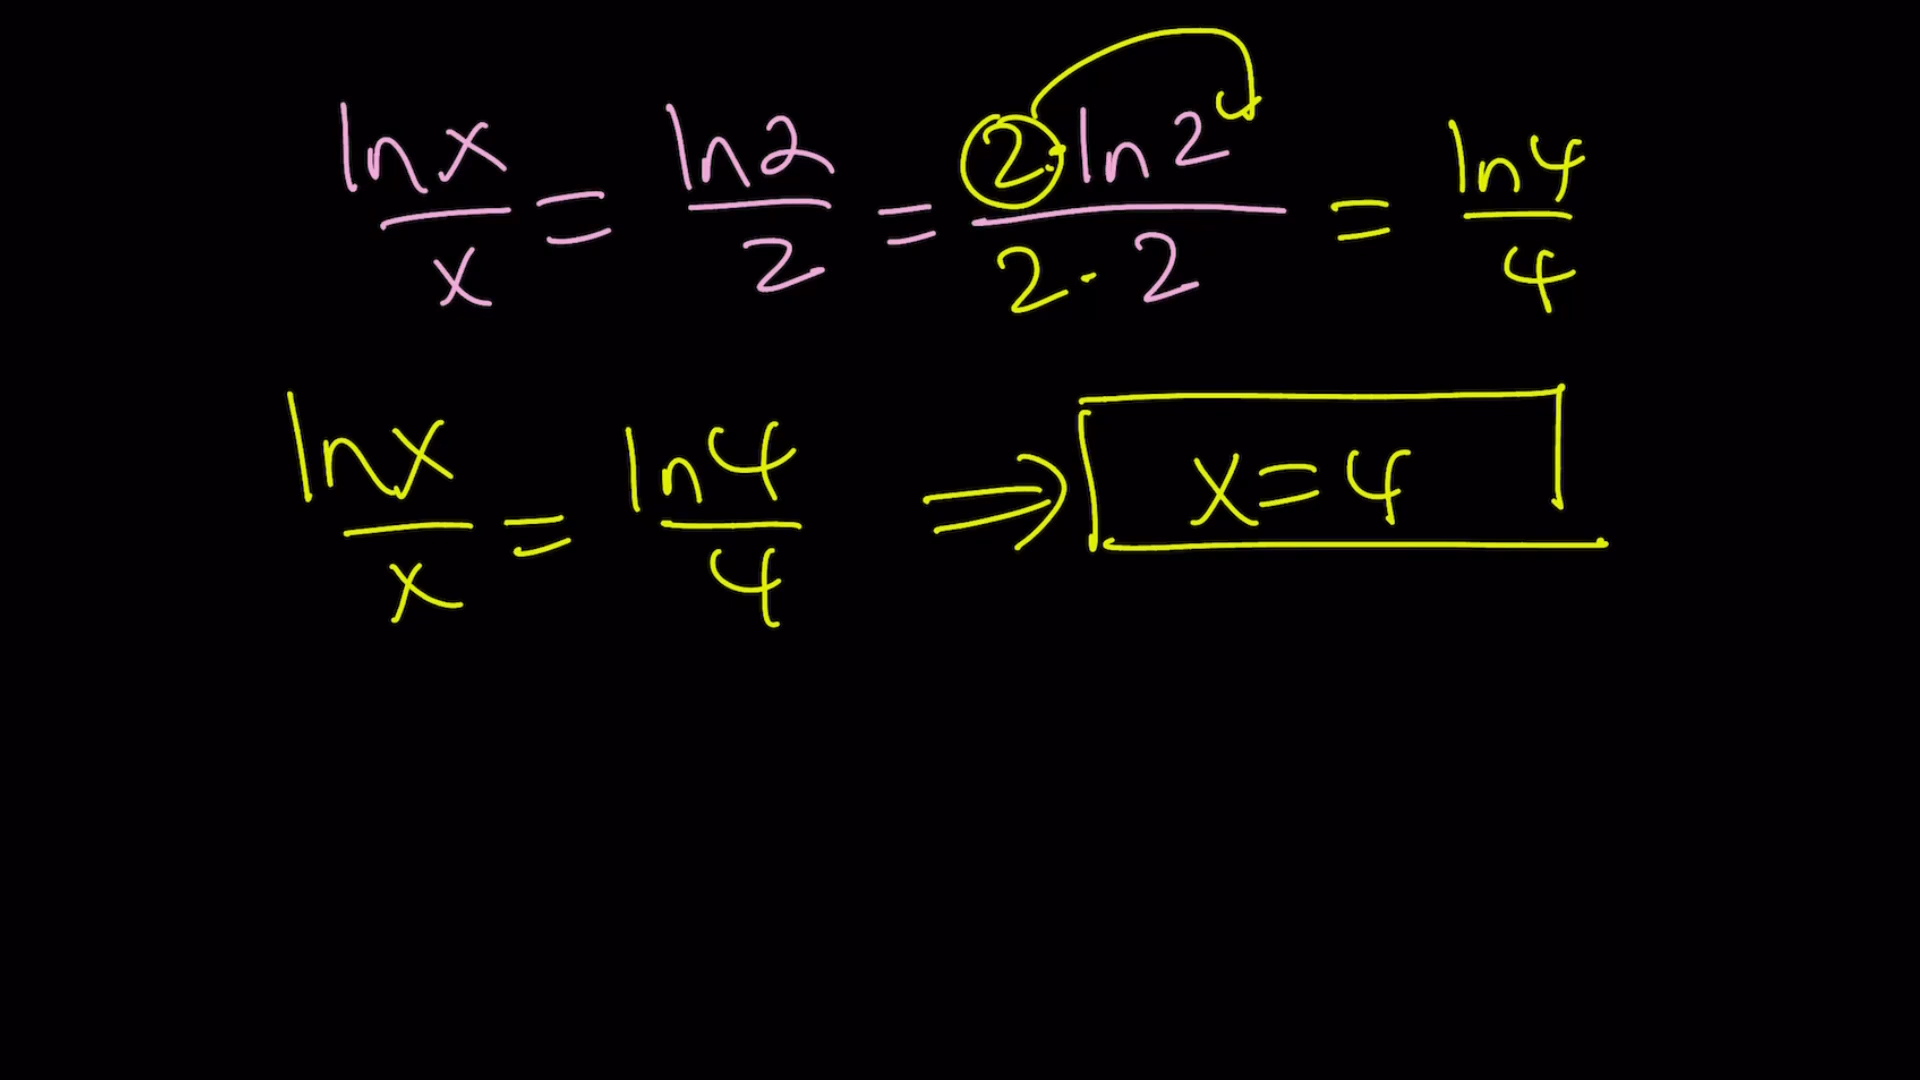 ln x / x = ln 2 / 2 = 2 · ln 2 / 2 · 2 = ln 4 / 4
ln x / x = ln 4 / 4 ⇒ x = 4